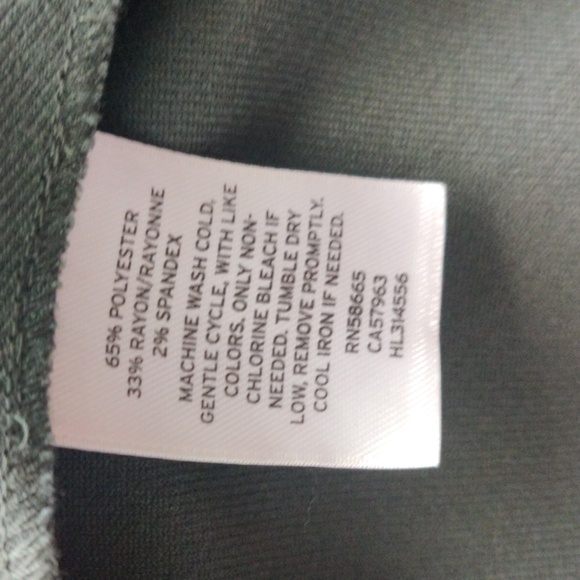 65% POLYESTER
33% RAYON/RAYONNE
2% SPANDEX
MACHINE WASH COLD,
GENTLE CYCLE, WITH LIKE
COLORS. ONLY NON-
CHLORINE BLEACH IF
NEEDED. TUMBLE DRY
LOW, REMOVE PROMPTLY.
COOL IRON IF NEEDED.
RN58665
CA57963
HL314556